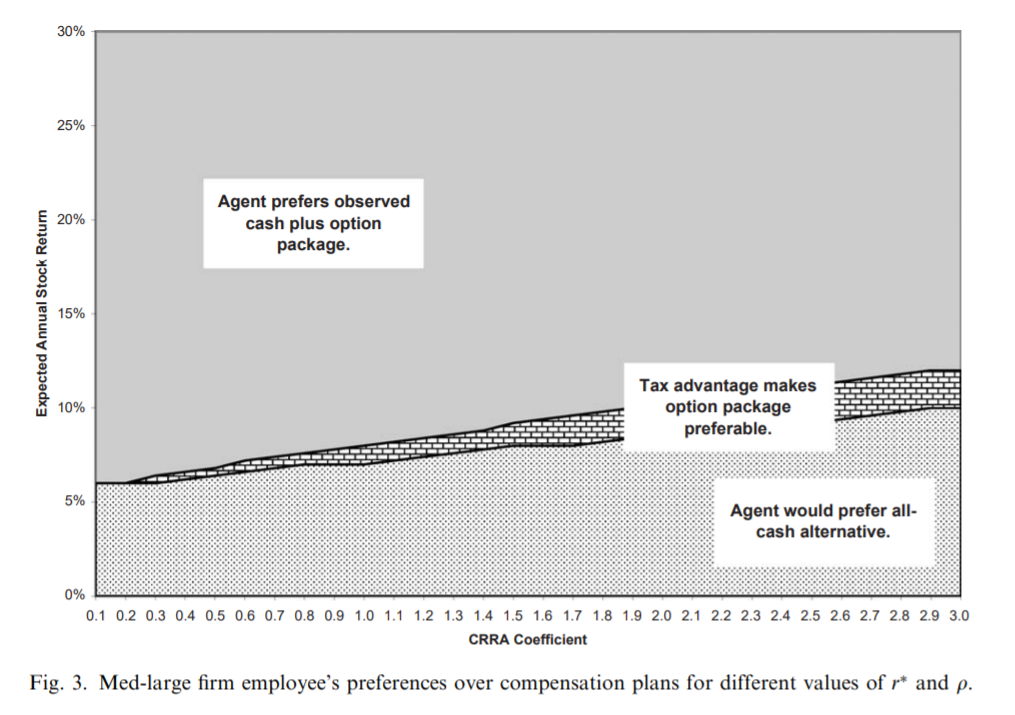 30%
25%
20%
15%
10%
5%
0%
Expected Annual Stock Return
Agent prefers observed
cash plus option
package.
Tax advantage makes
option package
preferable.
Agent would prefer all-
cash alternative.
0.1 0.2 0.3 0.4 0.5 0.6 0.7 0.8 0.9 1.0 1.1 1.2 1.3 1.4 1.5 1.6 1.7 1.8 1.9 2.0 2.1 2.2 2.3 2.4 2.5 2.6 2.7 2.8 2.9 3.0
CRRA Coefficient
Fig. 3. Med-large firm employee's preferences over compensation plans for different values of r* and ρ.